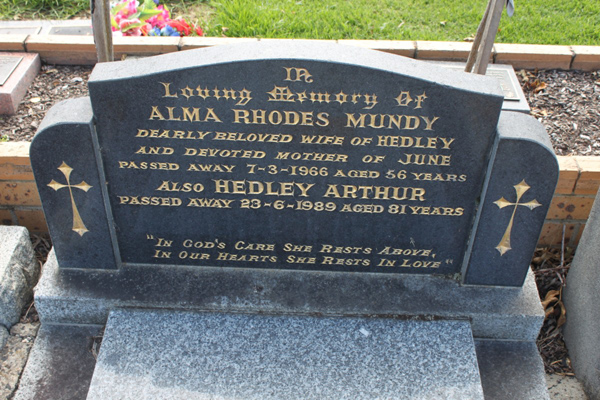 In
Loving Memory Of
ALMA RHODES MUNDY
DEARLY BELOVED WIFE OF HEDLEY
AND DEVOTED MOTHER OF JUNE
PASSED AWAY 7-3-1966 AGED 56 YEARS
ALSO HEDLEY ARTHUR
PASSED AWAY 23-6-1989 AGED 81 YEARS
"IN GOD'S CARE SHE RESTS ABOVE,
IN OUR HEARTS SHE RESTS IN LOVE"